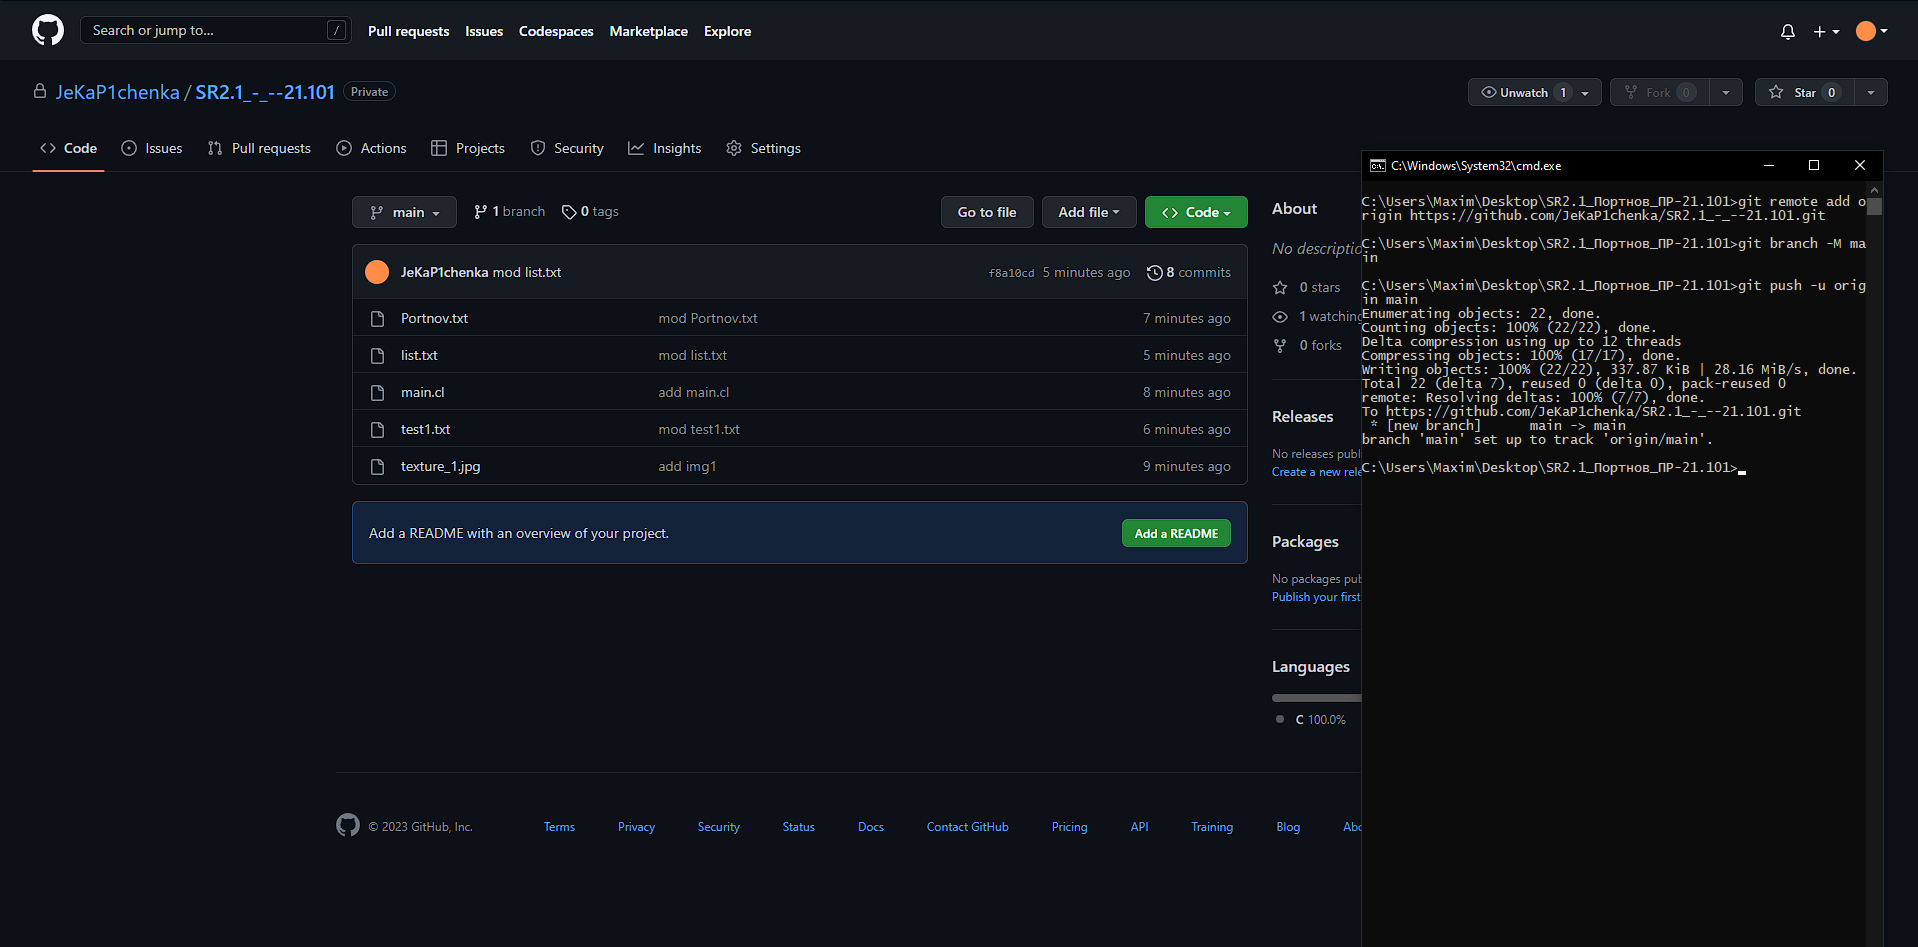 Search or jump to... /
Pull requests Issues Codespaces Marketplace Explore
JeKaP1chenka / SR2.1_-_--21.101 Private
Unwatch 1 Fork 0 Star 0
Code Issues Pull requests Actions Projects Security Insights Settings
main 1 branch 0 tags Go to file Add file Code
JeKaP1chenka mod list.txt f8a10cd 5 minutes ago 8 commits
Portnov.txt mod Portnov.txt 7 minutes ago
list.txt mod list.txt 5 minutes ago
main.cl add main.cl 8 minutes ago
test1.txt mod test1.txt 6 minutes ago
texture_1.jpg add img1 9 minutes ago
Add a README with an overview of your project. Add a README
About
No descriptio
0 stars
1 watching
0 forks
Releases
No releases publ
Create a new rele
Packages
No packages pub
Publish your first
Languages
C 100.0%
C:\Windows\System32\cmd.exe
C:\Users\Maxim\Desktop\SR2.1_Портнов_ПР-21.101>git remote add o
rigin https://github.com/JeKaP1chenka/SR2.1_-_--21.101.git
C:\Users\Maxim\Desktop\SR2.1_Портнов_ПР-21.101>git branch -M ma
in
C:\Users\Maxim\Desktop\SR2.1_Портнов_ПР-21.101>git push -u orig
in main
Enumerating objects: 22, done.
Counting objects: 100% (22/22), done.
Delta compression using up to 12 threads
Compressing objects: 100% (17/17), done.
Writing objects: 100% (22/22), 337.87 KiB | 28.16 MiB/s, done.
Total 22 (delta 7), reused 0 (delta 0), pack-reused 0
remote: Resolving deltas: 100% (7/7), done.
To https://github.com/JeKaP1chenka/SR2.1_-_--21.101.git
 * [new branch]      main -> main
branch 'main' set up to track 'origin/main'.
C:\Users\Maxim\Desktop\SR2.1_Портнов_ПР-21.101>
© 2023 GitHub, Inc. Terms Privacy Security Status Docs Contact GitHub Pricing API Training Blog Abo